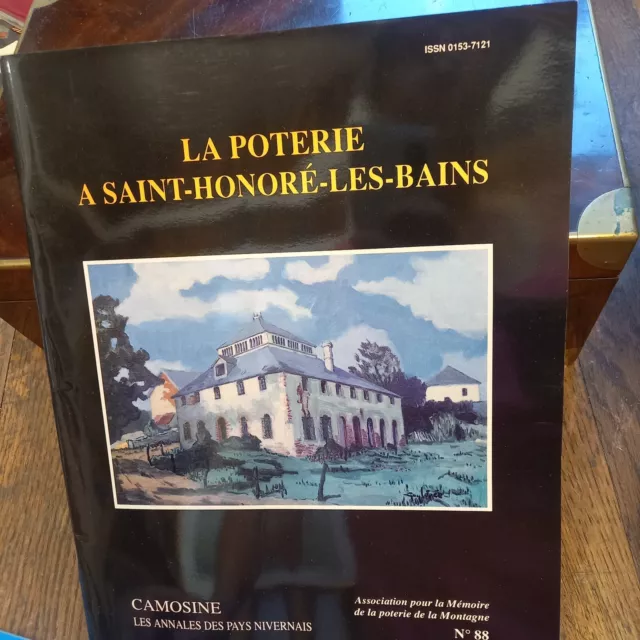 ISSN 0153-7121
LA POTERIE
A SAINT-HONORÉ-LES-BAINS
CAMOSINE
LES ANNALES DES PAYS NIVERNAIS
Association pour la Mémoire
de la poterie de la Montagne
N° 88